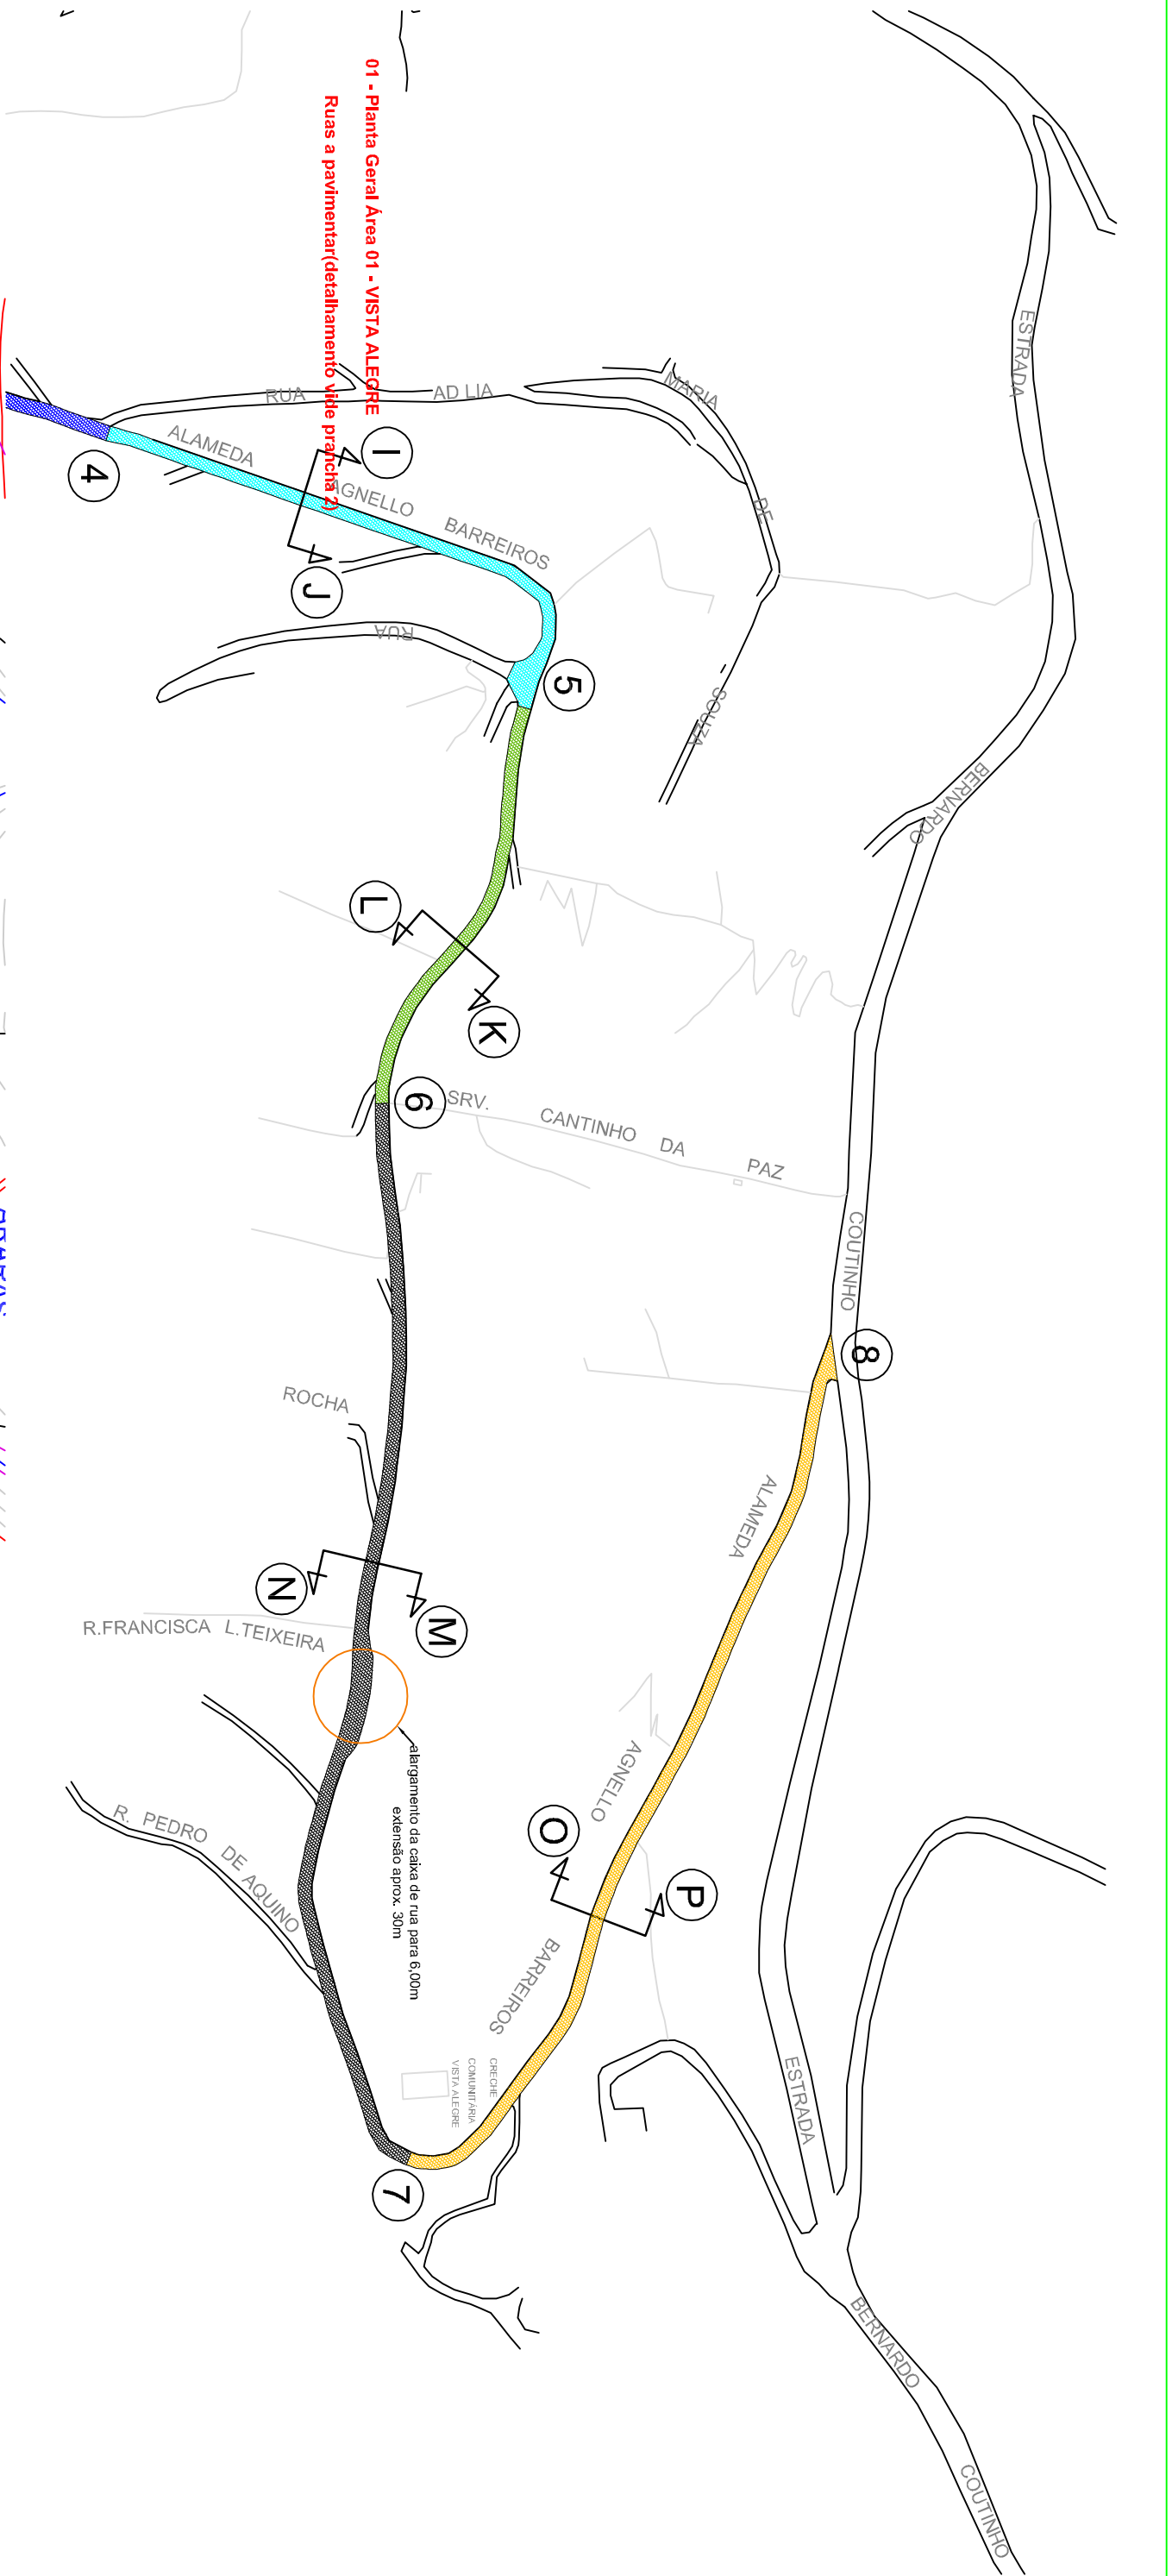 01 - Planta Geral Área 01 - VISTA ALEGRE
Ruas a pavimentar(detalhamento vide prancha 2)
ESTRADA
BERNARDO
COUTINHO
ESTRADA
BERNARDO
COUTINHO
RUA
AD LIA
MARIA
DE
SOUZA
ALAMEDA
AGNELLO
BARREIROS
RUA
4
I
J
5
L
K
6
SRV.
CANTINHO
DA
PAZ
8
ROCHA
N
M
R.FRANCISCA L.TEIXEIRA
alargamento da caixa de rua para 6,00m
extensão aprox. 30m
R. PEDRO DE AQUINO
ALAMEDA
AGNELLO
BARREIROS
O
P
CRECHE
COMUNITÁRIA
VISTA ALEGRE
7